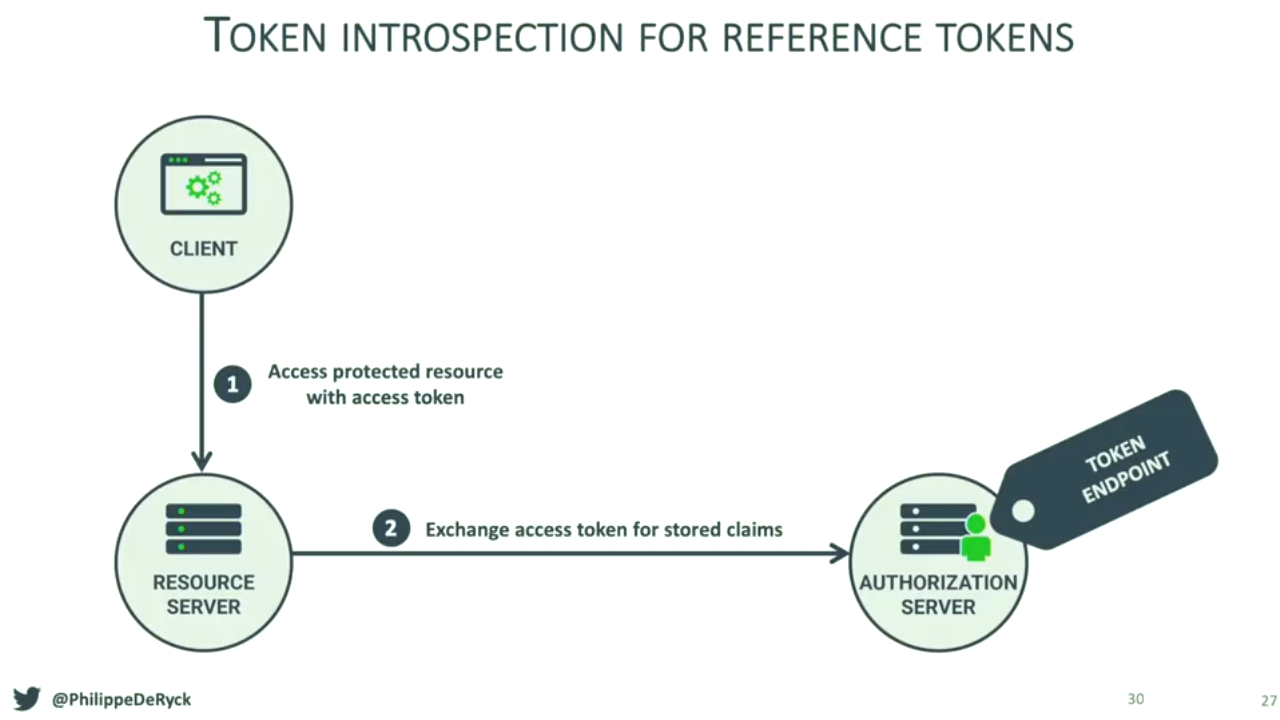 TOKEN INTROSPECTION FOR REFERENCE TOKENS
CLIENT
1
Access protected resource
with access token
TOKEN
ENDPOINT
2
Exchange access token for stored claims
RESOURCE
SERVER
AUTHORIZATION
SERVER
@PhilippeDeRyck
30
27